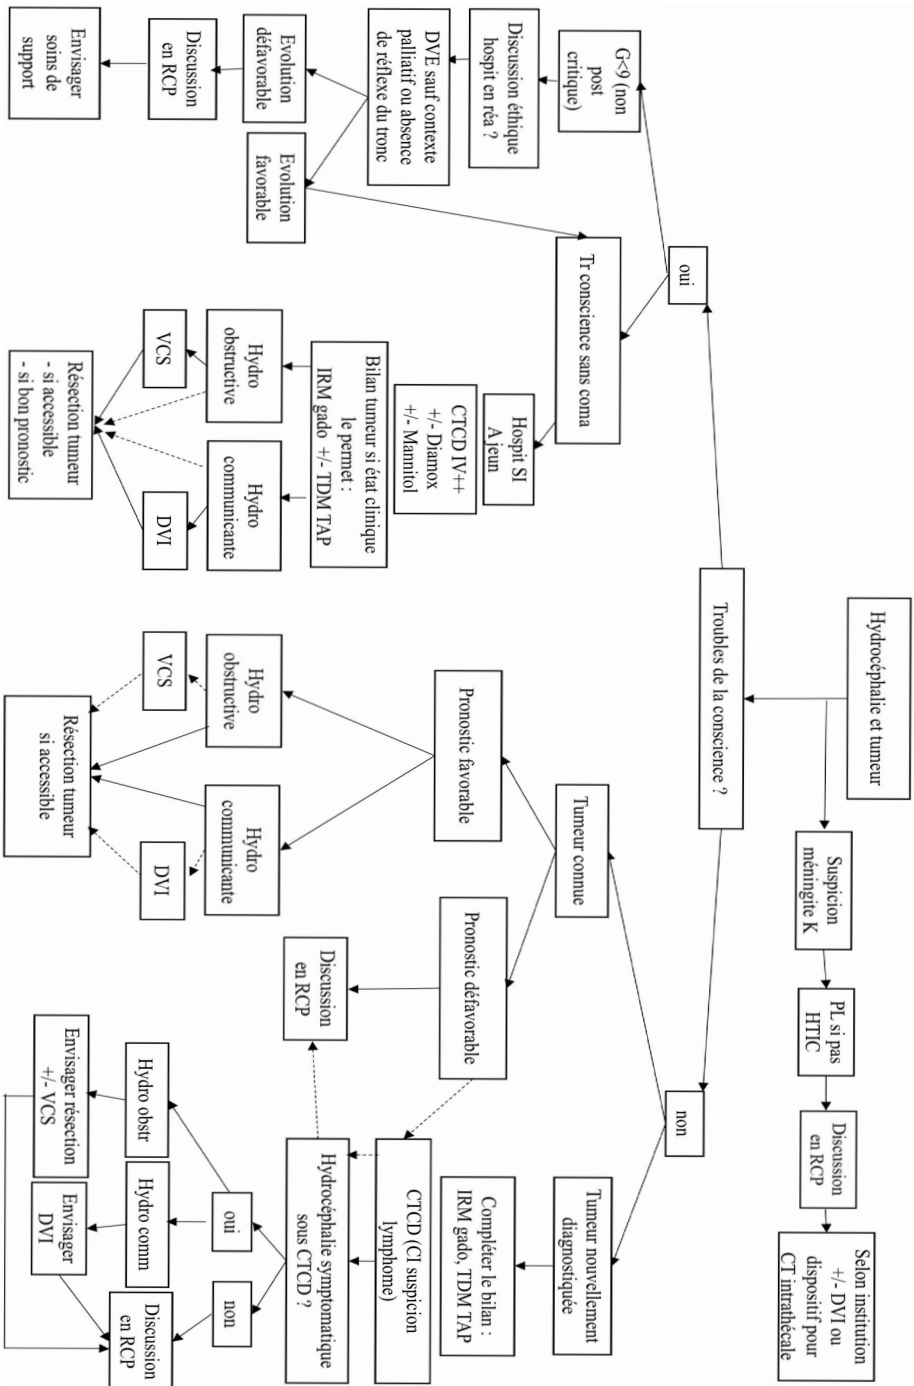 Hydrocéphalie et tumeur
Suspicion
méningite K
PL si pas
HTIC
Discussion
en RCP
Selon institution
+/- DVI ou
dispositif pour
CT intrathécale
Troubles de la conscience ?
oui
non
G<9 (non
post
critique)
Discussion éthique
hospit en réa ?
DVE sauf contexte
palliatif ou absence
de réflexe du tronc
Evolution
défavorable
Evolution
favorable
Discussion
en RCP
Envisager
soins de
support
Tr conscience sans coma
Hospit SI
A jeun
CTCD IV++
+/- Diamox
+/- Mannitol
Bilan tumeur si état clinique
le permet :
IRM gado +/- TDM TAP
Hydro
obstructive
Hydro
communicante
VCS
DVI
Résection tumeur
- si accessible
- si bon pronostic
Tumeur connue
Tumeur nouvellement
diagnostiquée
Pronostic favorable
Pronostic défavorable
Hydro
obstructive
Hydro
communicante
VCS
DVI
Résection tumeur
si accessible
Discussion
en RCP
Compléter le bilan :
IRM gado, TDM TAP
CTCD (CI suspicion
lymphome)
Hydrocéphalie symptomatique
sous CTCD ?
oui
non
Hydro obstr
Hydro comm
Envisager résection
+/- VCS
Envisager
DVI
Discussion
en RCP